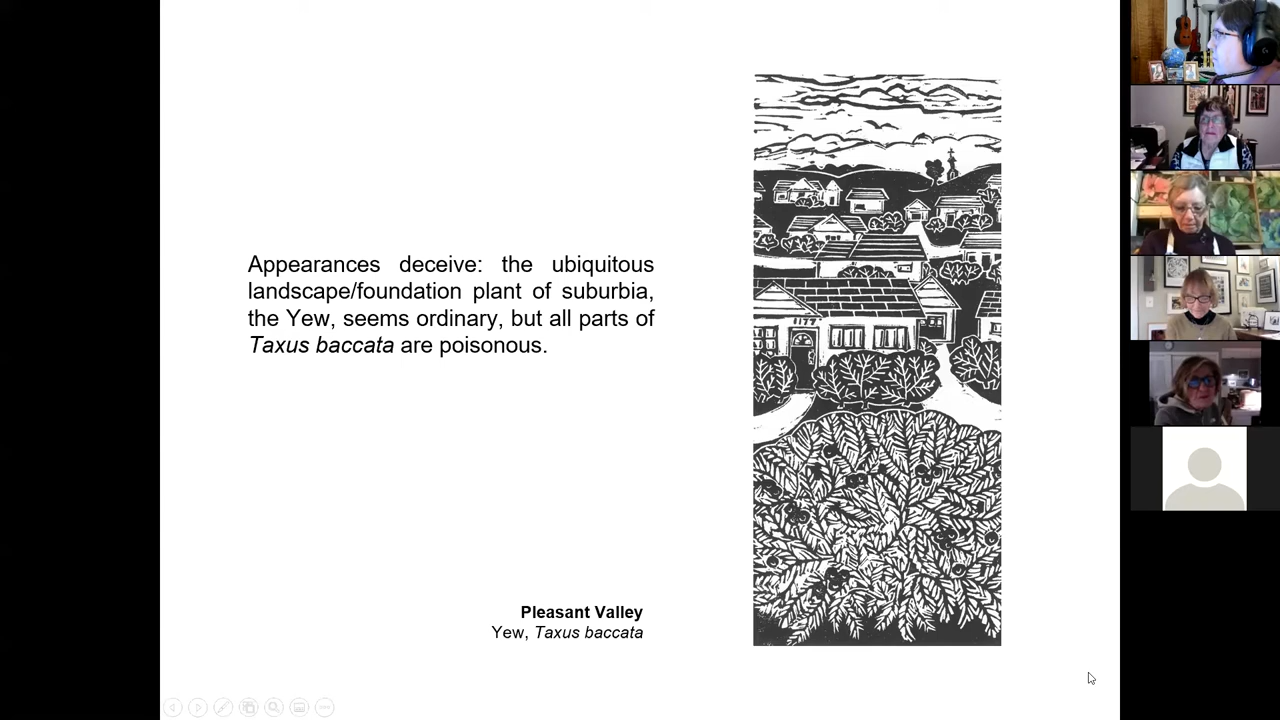 Appearances deceive: the ubiquitous
landscape/foundation plant of suburbia,
the Yew, seems ordinary, but all parts of
Taxus baccata are poisonous.
1177
Pleasant Valley
Yew, Taxus baccata